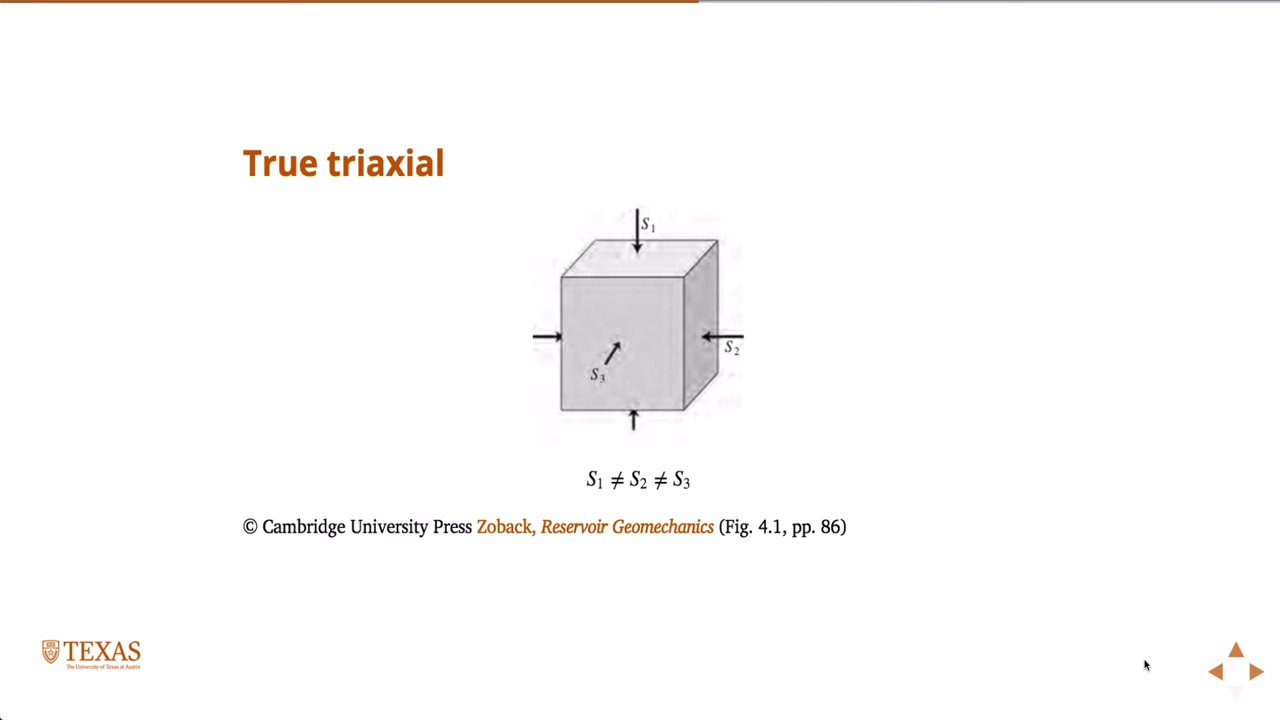 True triaxial
S₁
S₂
S₃
S₁ ≠ S₂ ≠ S₃
© Cambridge University Press Zoback, Reservoir Geomechanics (Fig. 4.1, pp. 86)
TEXAS
The University of Texas at Austin